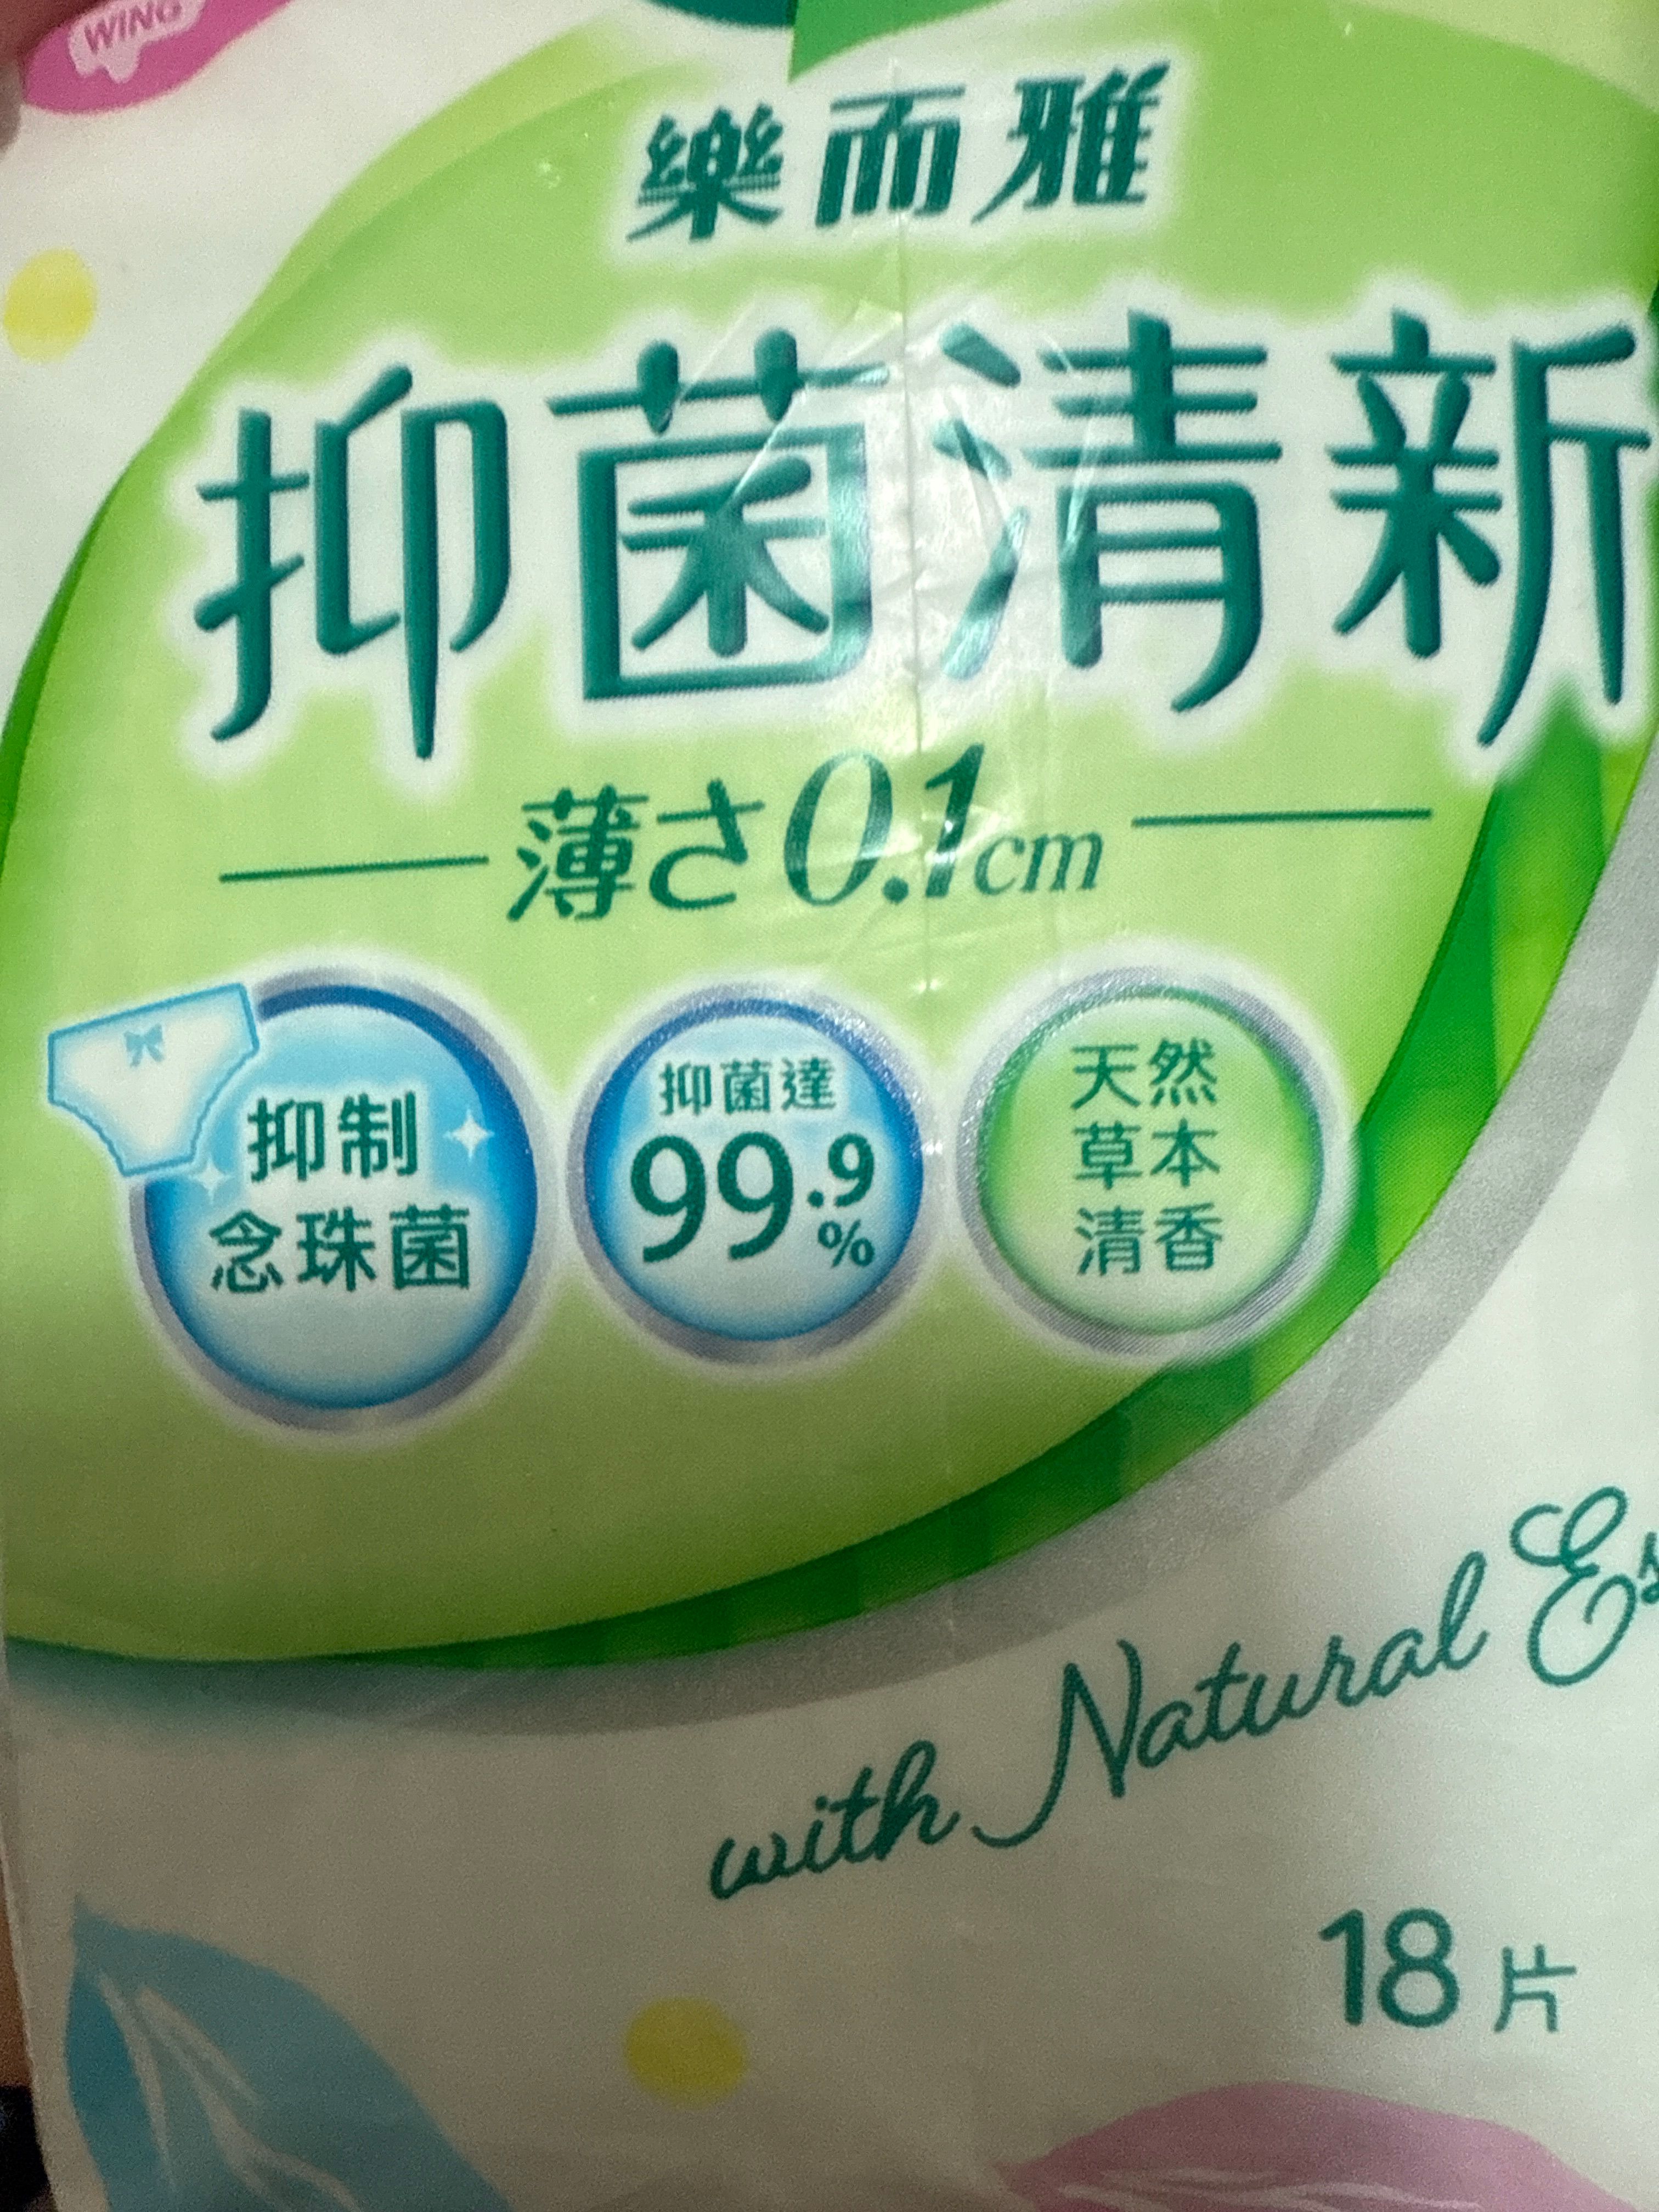 WING
樂而雅
抑菌清新
薄さ0.1cm
抑制
念珠菌
抑菌達
99.9%
天然
草本
清香
with Natural Es
18片